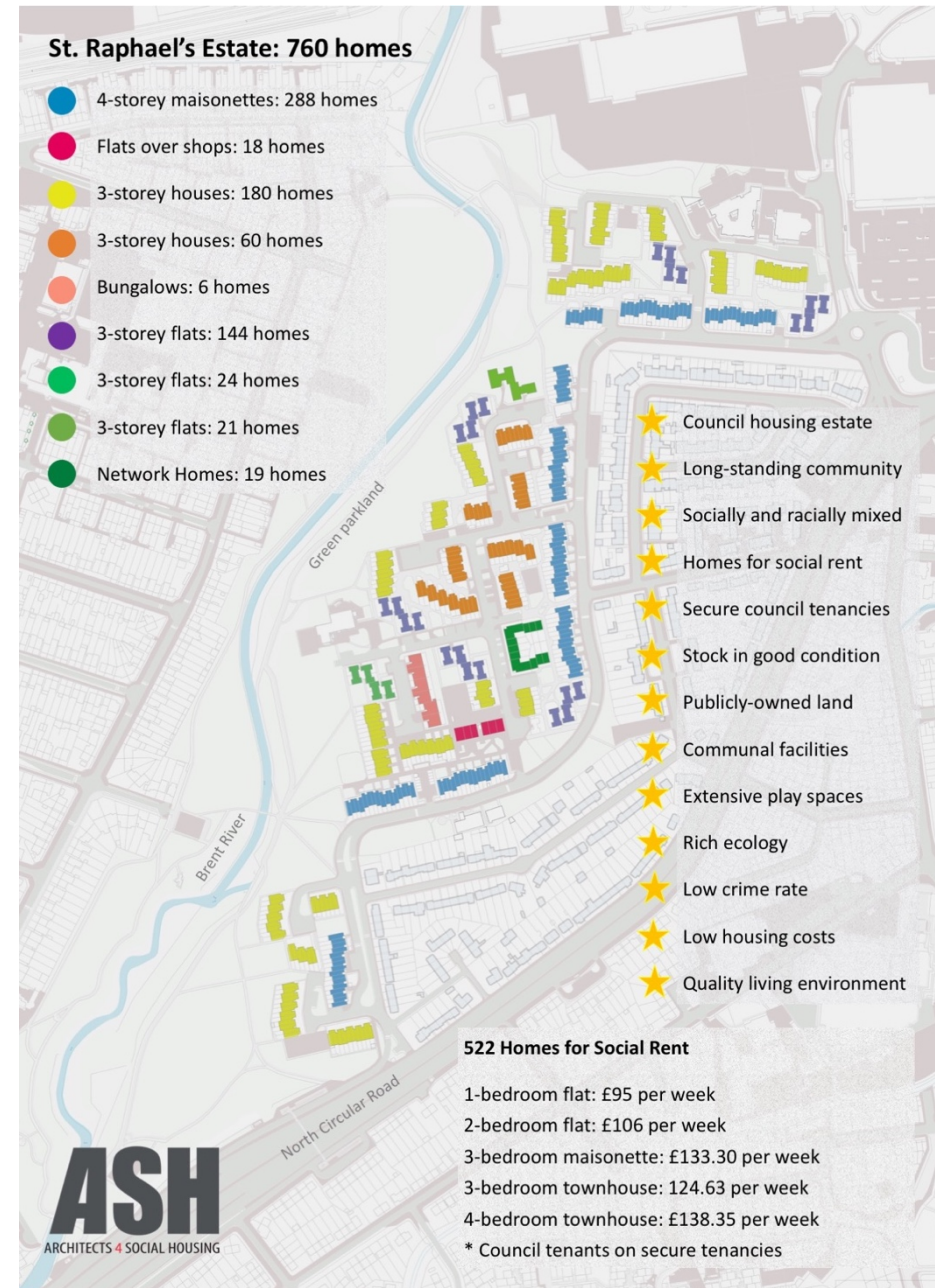 St. Raphael's Estate: 760 homes
4-storey maisonettes: 288 homes
Flats over shops: 18 homes
3-storey houses: 180 homes
3-storey houses: 60 homes
Bungalows: 6 homes
3-storey flats: 144 homes
3-storey flats: 24 homes
3-storey flats: 21 homes
Network Homes: 19 homes
Green parkland
Brent River
North Circular Road
Council housing estate
Long-standing community
Socially and racially mixed
Homes for social rent
Secure council tenancies
Stock in good condition
Publicly-owned land
Communal facilities
Extensive play spaces
Rich ecology
Low crime rate
Low housing costs
Quality living environment
522 Homes for Social Rent
1-bedroom flat: £95 per week
2-bedroom flat: £106 per week
3-bedroom maisonette: £133.30 per week
3-bedroom townhouse: 124.63 per week
4-bedroom townhouse: £138.35 per week
* Council tenants on secure tenancies
ASH
ARCHITECTS 4 SOCIAL HOUSING